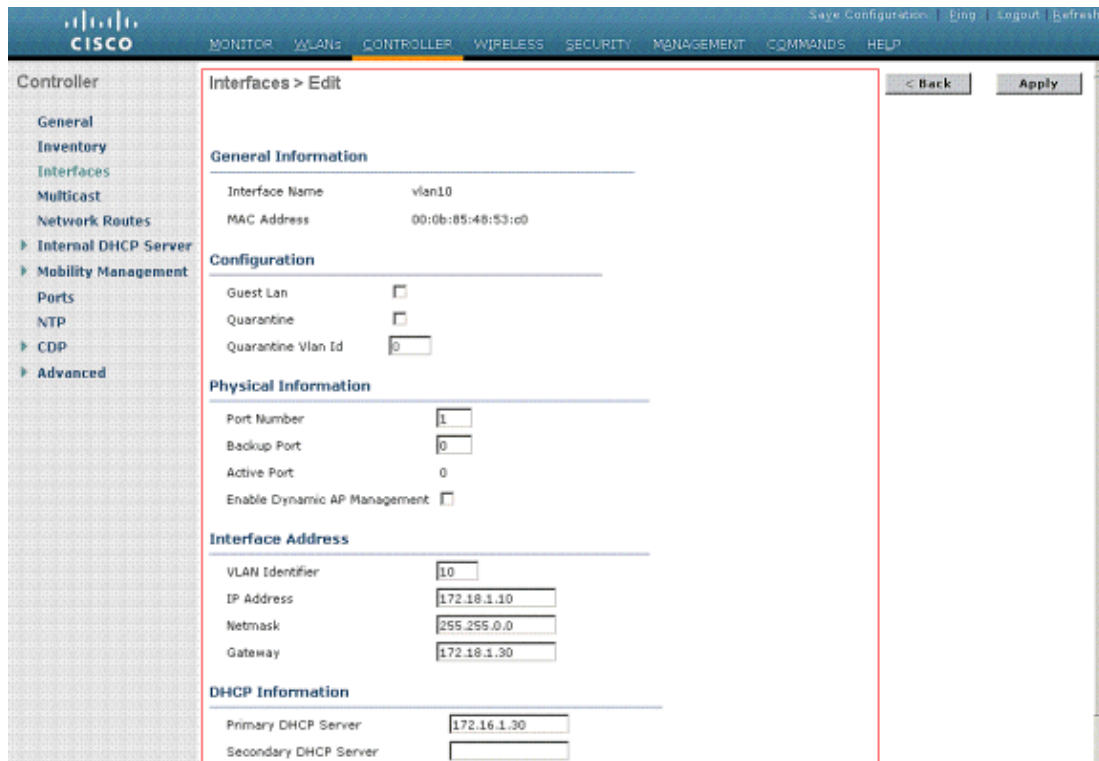 Save Configuration | Ping | Logout | Refresh
CISCO
MONITOR WLANs CONTROLLER WIRELESS SECURITY MANAGEMENT COMMANDS HELP
Controller
General
Inventory
Interfaces
Multicast
Network Routes
Internal DHCP Server
Mobility Management
Ports
NTP
CDP
Advanced
Interfaces > Edit
< Back Apply
General Information
Interface Name vlan10
MAC Address 00:0b:85:48:53:c0
Configuration
Guest Lan
Quarantine
Quarantine Vlan Id 0
Physical Information
Port Number 1
Backup Port 0
Active Port 0
Enable Dynamic AP Management
Interface Address
VLAN Identifier 10
IP Address 172.18.1.10
Netmask 255.255.0.0
Gateway 172.18.1.30
DHCP Information
Primary DHCP Server 172.16.1.30
Secondary DHCP Server